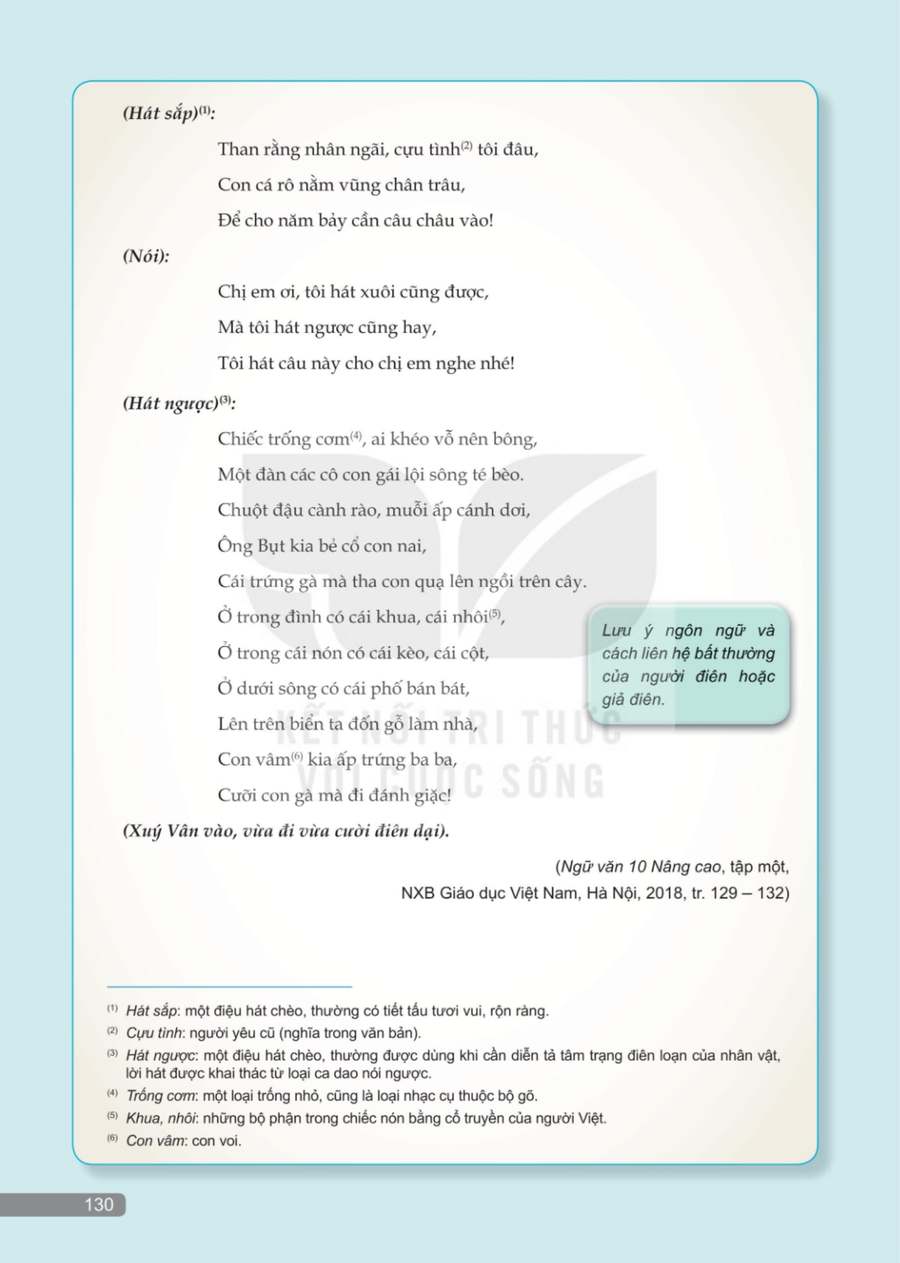 (Hát sắp)⁽¹⁾:
Than rằng nhân ngãi, cựu tình⁽²⁾ tôi đâu,
Con cá rô nằm vũng chân trâu,
Để cho năm bảy cần câu châu vào!
(Nói):
Chị em ơi, tôi hát xuôi cũng được,
Mà tôi hát ngược cũng hay,
Tôi hát câu này cho chị em nghe nhé!
(Hát ngược)⁽³⁾:
Chiếc trống cơm⁽⁴⁾, ai khéo vỗ nên bông,
Một đàn các cô con gái lội sông té bèo.
Chuột đậu cành rào, muỗi ấp cánh dơi,
Ông Bụt kia bẻ cổ con nai,
Cái trứng gà mà tha con quạ lên ngồi trên cây.
Ở trong đình có cái khua, cái nhôi⁽⁵⁾,
Ở trong cái nón có cái kèo, cái cột,
Ở dưới sông có cái phố bán bát,
Lên trên biển ta đốn gỗ làm nhà,
Con vâm⁽⁶⁾ kia ấp trứng ba ba,
Cưỡi con gà mà đi đánh giặc!
Lưu ý ngôn ngữ và
cách liên hệ bất thường
của người điên hoặc
giả điên.
KẾT NỐI TRI THỨC
VỚI CUỘC SỐNG
(Xuý Vân vào, vừa đi vừa cười điên dại).
(Ngữ văn 10 Nâng cao, tập một,
NXB Giáo dục Việt Nam, Hà Nội, 2018, tr. 129 – 132)
⁽¹⁾ Hát sắp: một điệu hát chèo, thường có tiết tấu tươi vui, rộn ràng.
⁽²⁾ Cựu tình: người yêu cũ (nghĩa trong văn bản).
⁽³⁾ Hát ngược: một điệu hát chèo, thường được dùng khi cần diễn tả tâm trạng điên loạn của nhân vật,
lời hát được khai thác từ loại ca dao nói ngược.
⁽⁴⁾ Trống cơm: một loại trống nhỏ, cũng là loại nhạc cụ thuộc bộ gõ.
⁽⁵⁾ Khua, nhôi: những bộ phận trong chiếc nón bằng cổ truyền của người Việt.
⁽⁶⁾ Con vâm: con voi.
130